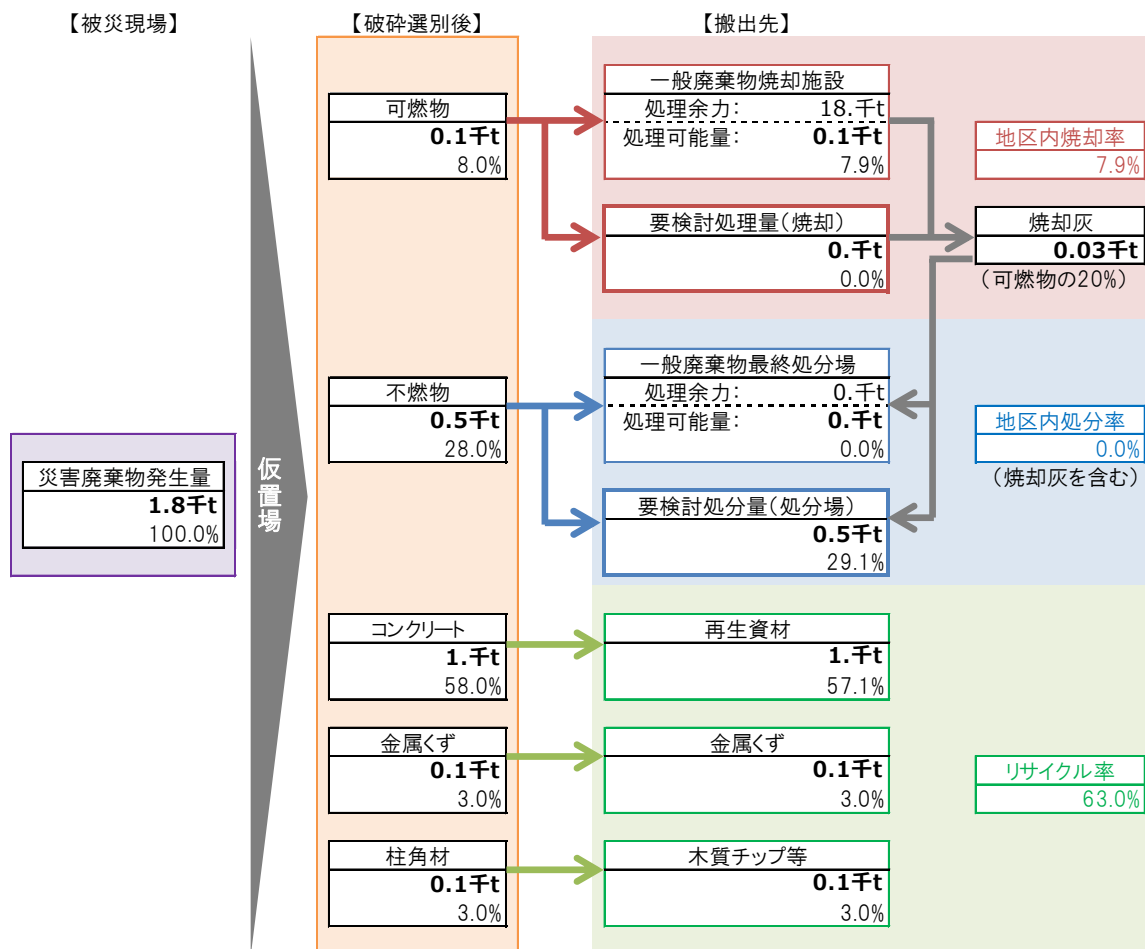 【被災現場】
【破砕選別後】
【搬出先】
災害廃棄物発生量
1.8千t
100.0%
仮置場
可燃物
0.1千t
8.0%
不燃物
0.5千t
28.0%
コンクリート
1.千t
58.0%
金属くず
0.1千t
3.0%
柱角材
0.1千t
3.0%
一般廃棄物焼却施設
処理余力： 18.千t
処理可能量： 0.1千t
7.9%
要検討処理量(焼却)
0.千t
0.0%
一般廃棄物最終処分場
処理余力： 0.千t
処理可能量： 0.千t
0.0%
要検討処分量(処分場)
0.5千t
29.1%
再生資材
1.千t
57.1%
金属くず
0.1千t
3.0%
木質チップ等
0.1千t
3.0%
地区内焼却率
7.9%
焼却灰
0.03千t
(可燃物の20%)
地区内処分率
0.0%
(焼却灰を含む)
リサイクル率
63.0%